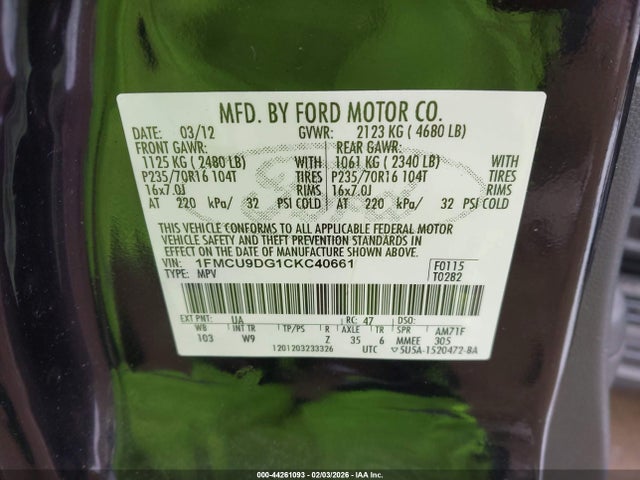 MFD. BY FORD MOTOR CO.
DATE: 03/12 GVWR: 2123 KG ( 4680 LB)
FRONT GAWR: REAR GAWR:
1125 KG ( 2480 LB) WITH 1061 KG ( 2340 LB) WITH
P235/70R16 104T TIRES P235/70R16 104T TIRES
16x7.0J RIMS 16x7.0J RIMS
AT 220 kPa/ 32 PSI COLD AT 220 kPa/ 32 PSI COLD
THIS VEHICLE CONFORMS TO ALL APPLICABLE FEDERAL MOTOR
VEHICLE SAFETY AND THEFT PREVENTION STANDARDS IN EFFECT
ON THE DATE OF MANUFACTURE SHOWN ABOVE.
VIN: 1FMCU9DG1CKC40661 F0115
TYPE: MPV T0282
EXT PNT: UA RC: 47 DSO:
WB INT TR TP/PS R AXLE TR SPR AM71F
103 W9 Z 35 6 MMEE 305
1201203233326 UTC 5U5A-1520472-BA
000-44261093 - 02/03/2026 - IAA Inc.